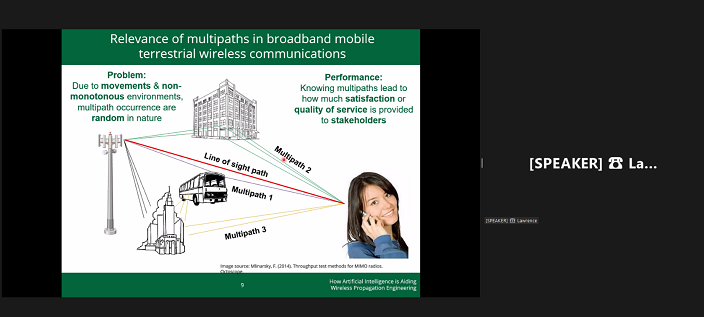 Relevance of multipaths in broadband mobile
terrestrial wireless communications
Problem:
Due to movements & non-
monotonous environments,
multipath occurrence are
random in nature
Performance:
Knowing multipaths lead to
how much satisfaction or
quality of service is provided
to stakeholders
Multipath 2
Line of sight path
Multipath 1
Multipath 3
Image source: Mlinarsky, F. (2014). Throughput test methods for MIMO radios.
Octoscope
9
How Artificial Intelligence is Aiding
Wireless Propagation Engineering
[SPEAKER] ☎ La...
[SPEAKER] ☎ Lawrence